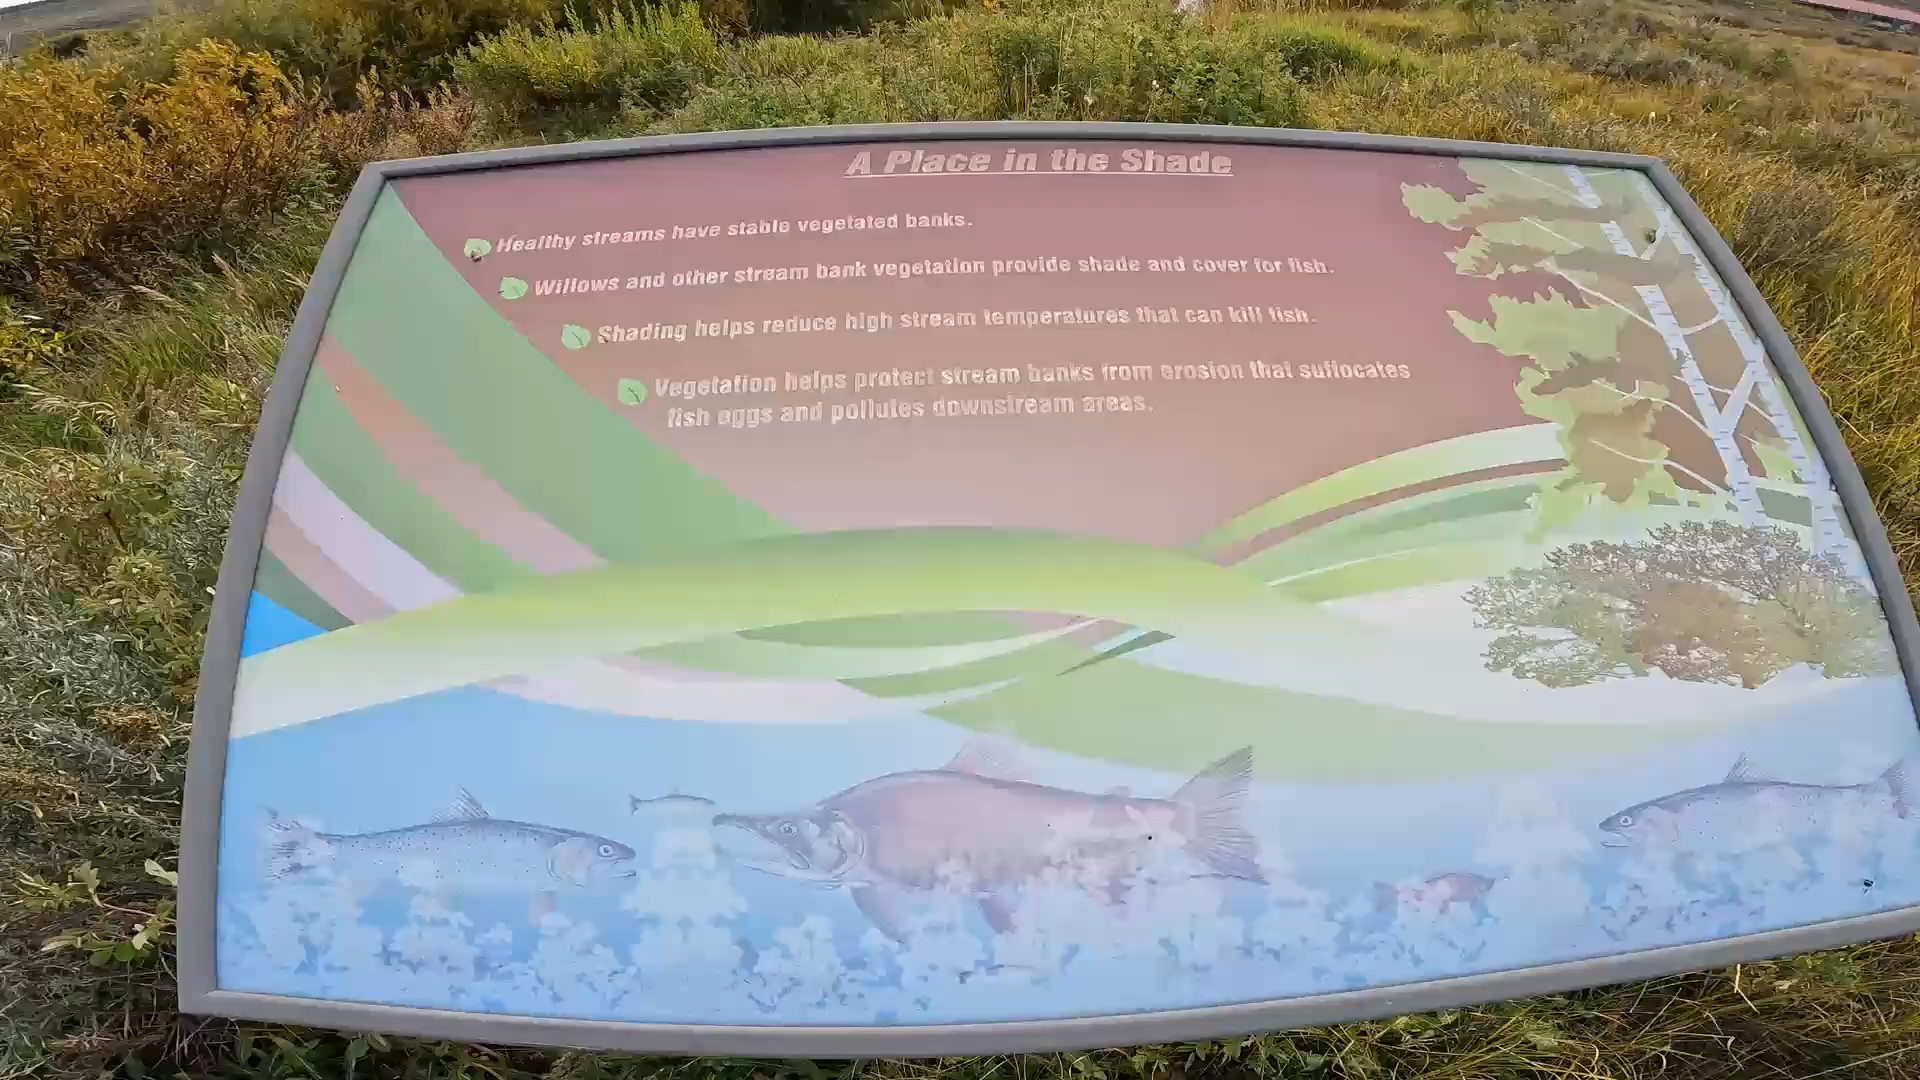 A Place in the Shade
Healthy streams have stable vegetated banks.
Willows and other stream bank vegetation provide shade and cover for fish.
Shading helps reduce high stream temperatures that can kill fish.
Vegetation helps protect stream banks from erosion that suffocates
fish eggs and pollutes downstream areas.